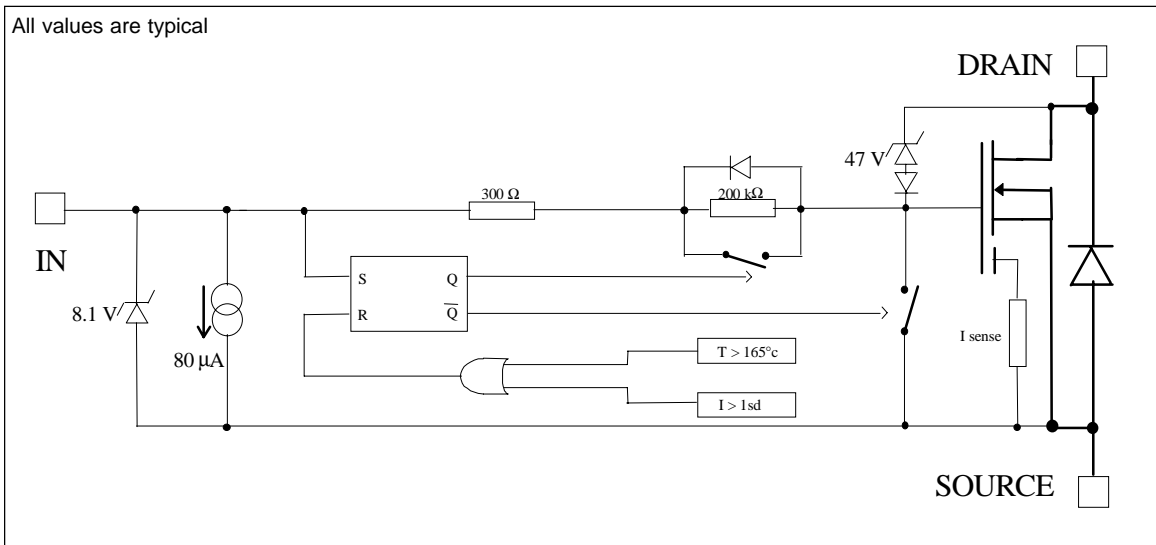 All values are typical
DRAIN
47 V
300 Ω
200 kΩ
IN
S
Q
8.1 V
R
Q
I sense
80 µA
T > 165°c
I > 1sd
SOURCE